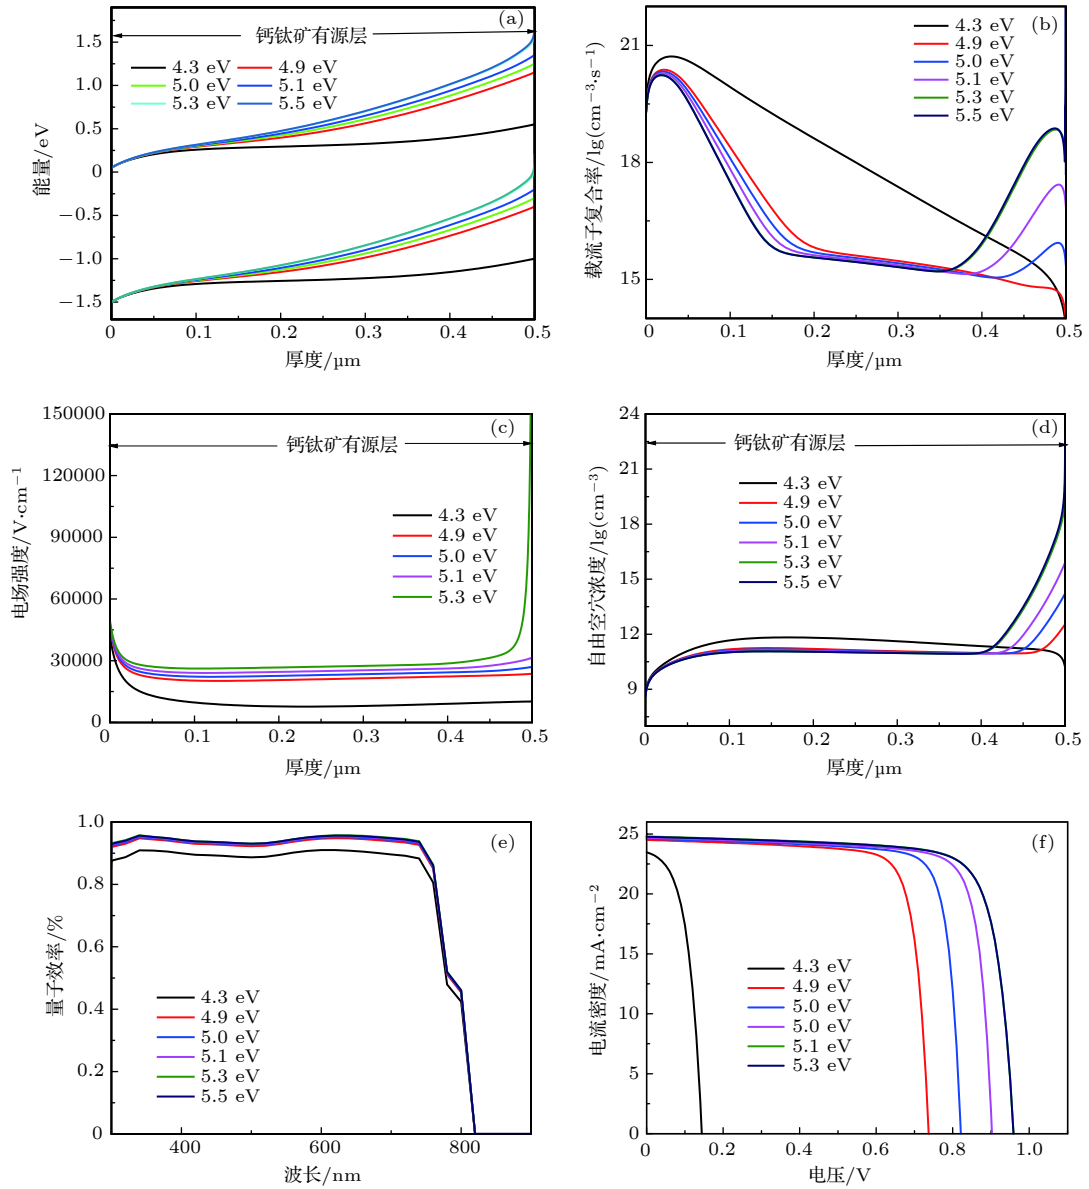 (a)
钙钛矿有源层
4.3 eV 4.9 eV
5.0 eV 5.1 eV
5.3 eV 5.5 eV
1.5
1.0
0.5
0
−0.5
−1.0
−1.5
能量/eV
0 0.1 0.2 0.3 0.4 0.5
厚度/µm
(b)
4.3 eV
4.9 eV
5.0 eV
5.1 eV
5.3 eV
5.5 eV
21
18
15
载流子复合率/lg(cm⁻³·s⁻¹)
0 0.1 0.2 0.3 0.4 0.5
厚度/µm
(c)
钙钛矿有源层
4.3 eV
4.9 eV
5.0 eV
5.1 eV
5.3 eV
150000
120000
90000
60000
30000
0
电场强度/V·cm⁻¹
0 0.1 0.2 0.3 0.4 0.5
厚度/µm
(d)
钙钛矿有源层
4.3 eV
4.9 eV
5.0 eV
5.1 eV
5.3 eV
5.5 eV
24
21
18
15
12
9
自由空穴浓度/lg(cm⁻³)
0 0.1 0.2 0.3 0.4 0.5
厚度/µm
(e)
4.3 eV
4.9 eV
5.0 eV
5.1 eV
5.3 eV
5.5 eV
1.0
0.8
0.6
0.4
0.2
0
量子效率/%
400 600 800
波长/nm
(f)
4.3 eV
4.9 eV
5.0 eV
5.0 eV
5.1 eV
5.3 eV
25
20
15
10
5
0
电流密度/mA·cm⁻²
0 0.2 0.4 0.6 0.8 1.0
电压/V